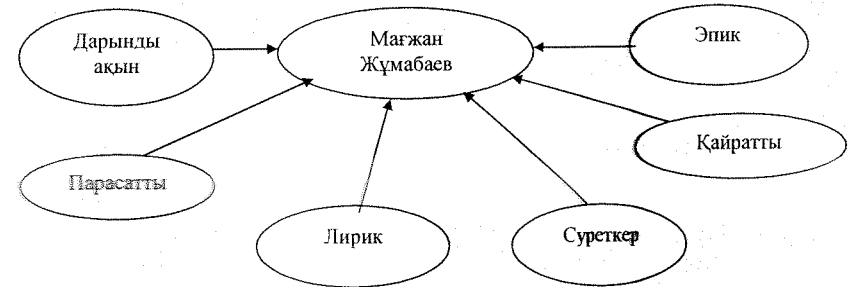 Дарынды
ақын
Мағжан
Жұмабаев
Эпик
Қайратты
Парасатты
Лирик
Суреткер